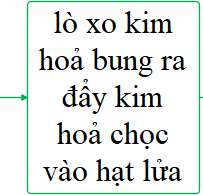 lò xo kim
hoả bung ra
đẩy kim
hoả chọc
vào hạt lửa